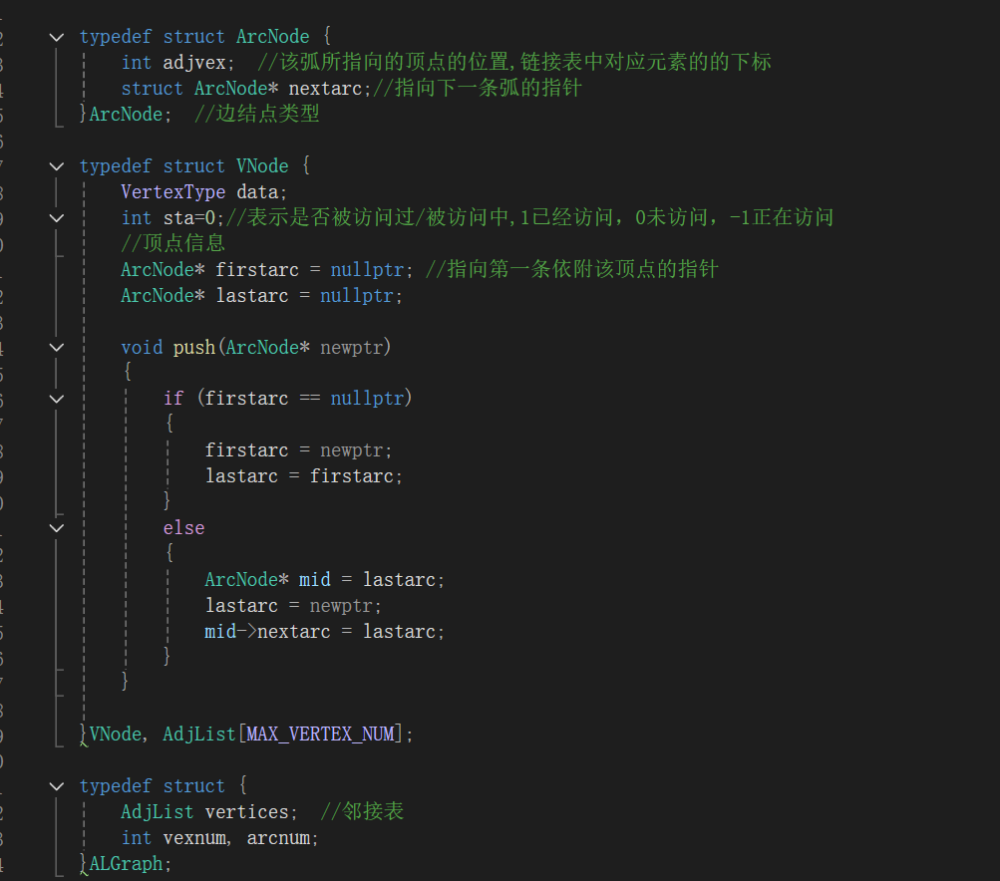 typedef struct ArcNode {
int adjvex;  //该弧所指向的顶点的位置,链接表中对应元素的的下标
struct ArcNode* nextarc;//指向下一条弧的指针
}ArcNode;  //边结点类型
typedef struct VNode {
VertexType data;
int sta=0;//表示是否被访问过/被访问中,1已经访问, 0未访问, -1正在访问
//顶点信息
ArcNode* firstarc = nullptr; //指向第一条依附该顶点的指针
ArcNode* lastarc = nullptr;
void push(ArcNode* newptr)
{
if (firstarc == nullptr)
{
firstarc = newptr;
lastarc = firstarc;
}
else
{
ArcNode* mid = lastarc;
lastarc = newptr;
mid->nextarc = lastarc;
}
}
}VNode, AdjList[MAX_VERTEX_NUM];
typedef struct {
AdjList vertices;  //邻接表
int vexnum, arcnum;
}ALGraph;